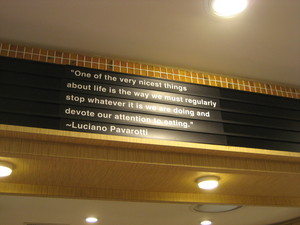 "One of the very nicest things
about life is the way we must regularly
stop whatever it is we are doing and
devote our attention to eating."
~Luciano Pavarotti